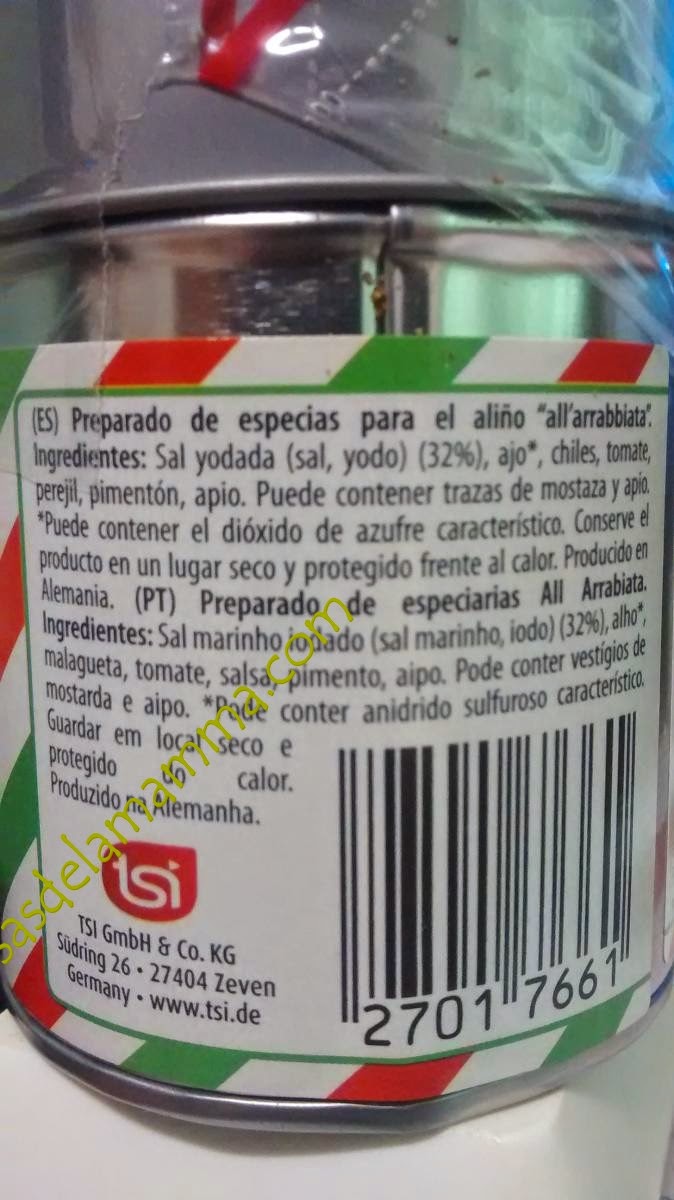 (ES) Preparado de especias para el aliño “all’arrabbiata”.
Ingredientes: Sal yodada (sal, yodo) (32%), ajo*, chiles, tomate,
perejil, pimentón, apio. Puede contener trazas de mostaza y apio.
*Puede contener el dióxido de azufre característico. Conserve el
producto en un lugar seco y protegido frente al calor. Producido en
Alemania. (PT) Preparado de especiarias All Arrabiata.
Ingredientes: Sal marinho iodado (sal marinho, iodo) (32%), alho*,
malagueta, tomate, salsa, pimento, aipo. Pode conter vestígios de
mostarda e aipo. *Pode conter anidrido sulfuroso característico.
Guardar em local seco e
protegido do calor.
Produzido na Alemanha.
tsi
TSI GmbH & Co. KG
Südring 26 • 27404 Zeven
Germany • www.tsi.de
2701 7661
sasdelamamma.com